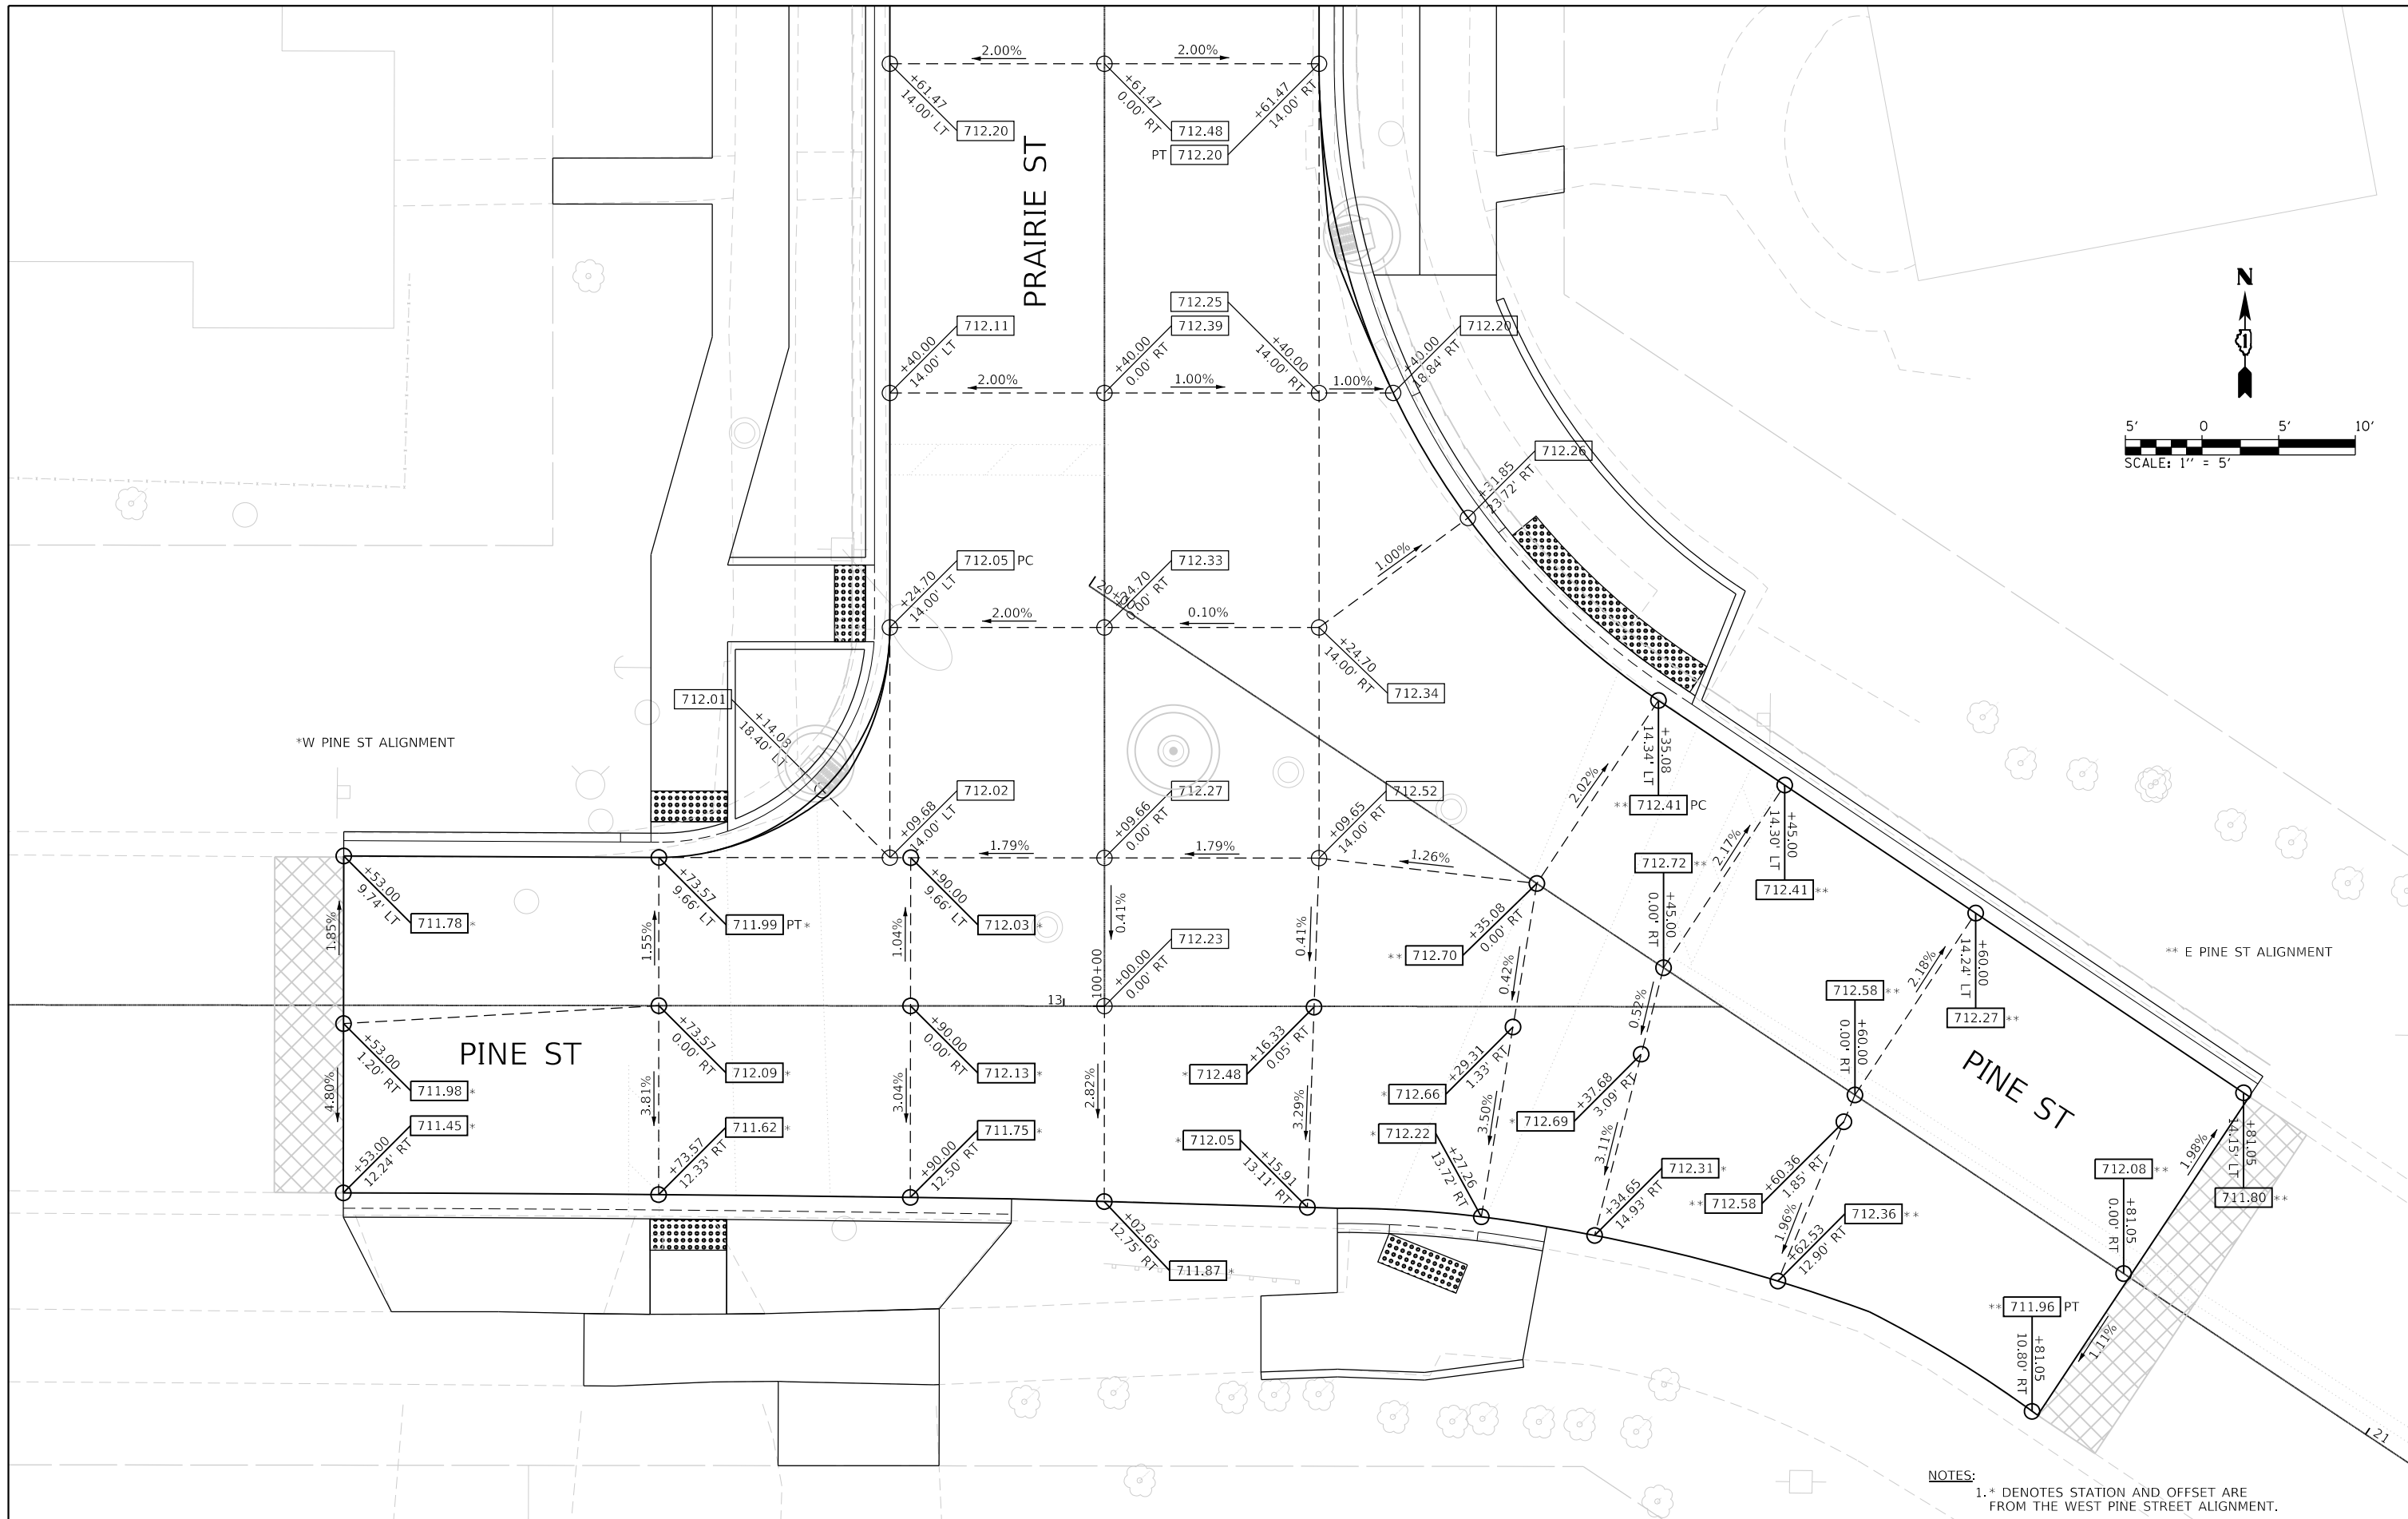 2.00%
2.00%
+61.47
14.00' LT
712.20
+61.47
0.00' RT
712.48
+61.47
14.00' RT
PT 712.20
PRAIRIE ST
N
1
5' 0 5' 10'
SCALE: 1" = 5'
712.11
+40.00
14.00' LT
712.25
712.39
+40.00
0.00' RT
+40.00
14.00' RT
712.20
+40.00
18.84' RT
2.00%
1.00%
1.00%
712.26
+31.85
23.72' RT
1.00%
712.05 PC
+24.70
14.00' LT
712.33
+24.70
0.00' RT
20+00
2.00%
0.10%
+24.70
14.00' RT
712.34
712.01
+14.03
18.40' LT
*W PINE ST ALIGNMENT
712.02
+09.68
14.00' LT
712.27
+09.66
0.00' RT
712.52
+09.65
14.00' RT
2.02%
+35.08
14.34' LT
** 712.41 PC
+45.00
14.30' LT
712.41 **
2.17%
712.72 **
+45.00
0.00' RT
1.79%
1.79%
1.26%
+53.00
9.74' LT
711.78 *
1.85%
+73.57
9.66' LT
711.99 PT *
1.55%
+90.00
9.66' LT
712.03 *
1.04%
0.41%
0.41%
712.23
+00.00
0.00' RT
100+00
13
+35.08
0.00' RT
** 712.70
0.42%
0.52%
** E PINE ST ALIGNMENT
2.18%
+60.00
14.24' LT
712.27 **
712.58 **
+60.00
0.00' RT
PINE ST
+53.00
1.20' RT
711.98 *
+73.57
0.00' RT
712.09 *
+90.00
0.00' RT
712.13 *
+16.33
0.05' RT
* 712.48
+29.31
1.33' RT
* 712.66
+37.68
3.09' RT
* 712.69
PINE ST
4.80%
3.81%
3.04%
2.82%
3.29%
3.50%
3.11%
711.45 *
+53.00
12.24' RT
711.62 *
+73.57
12.33' RT
711.75 *
+90.00
12.50' RT
* 712.05
+15.91
13.11' RT
* 712.22
+27.26
13.72' RT
712.31 *
+34.65
14.93' RT
+60.36
1.85' RT
** 712.58
1.96%
712.36 **
+62.53
12.90' RT
712.08 **
+81.05
0.00' RT
1.98%
+81.05
14.15' LT
711.80 **
+02.65
12.75' RT
711.87 *
** 711.96 PT
+81.05
10.80' RT
1.11%
21
NOTES:
1.* DENOTES STATION AND OFFSET ARE
FROM THE WEST PINE STREET ALIGNMENT.